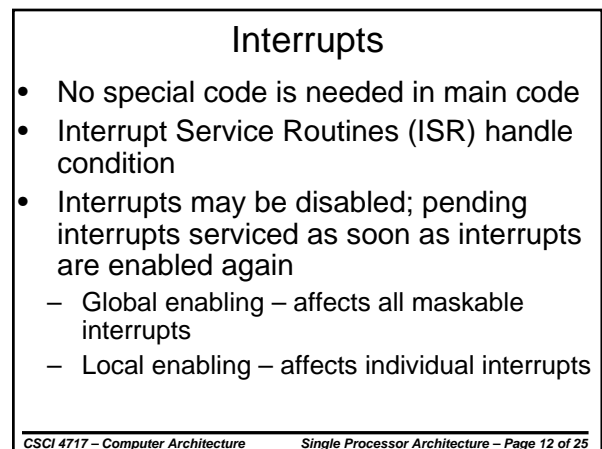 Interrupts
• No special code is needed in main code
• Interrupt Service Routines (ISR) handle
condition
• Interrupts may be disabled; pending
interrupts serviced as soon as interrupts
are enabled again
– Global enabling – affects all maskable
interrupts
– Local enabling – affects individual interrupts
CSCI 4717 – Computer Architecture Single Processor Architecture – Page 12 of 25